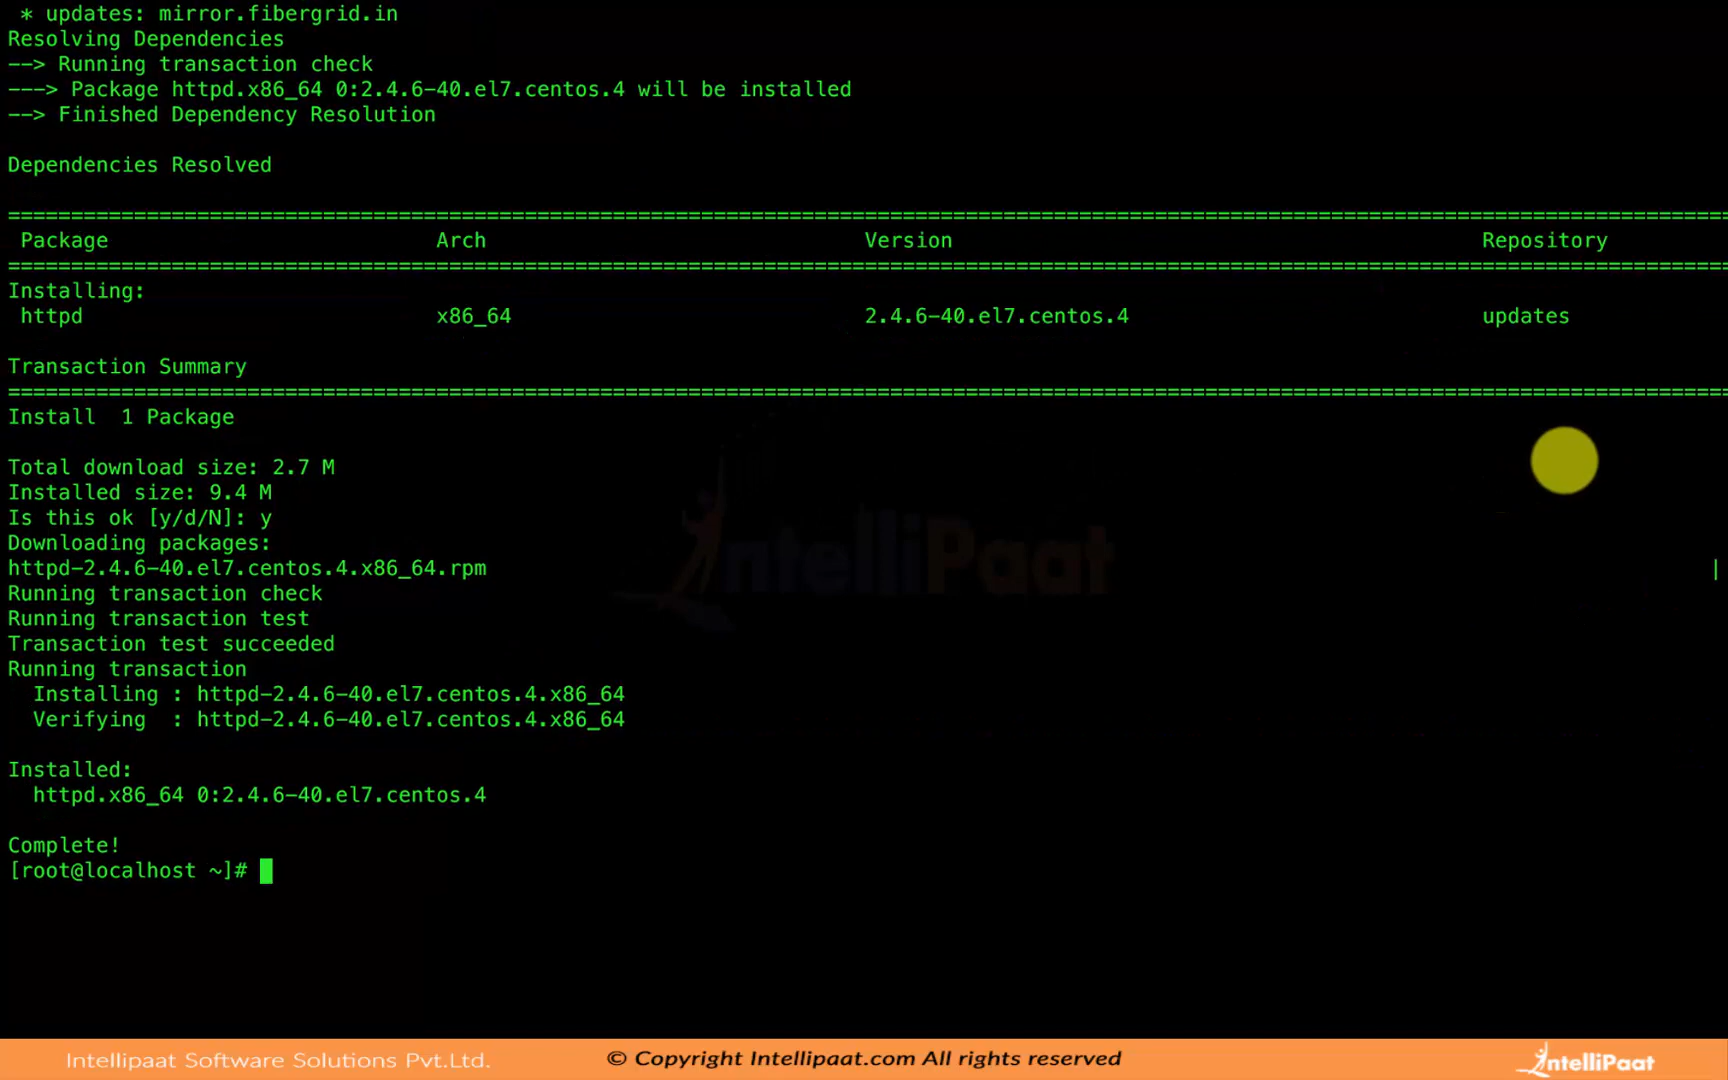 * updates: mirror.fibergrid.in
Resolving Dependencies
--> Running transaction check
---> Package httpd.x86_64 0:2.4.6-40.el7.centos.4 will be installed
--> Finished Dependency Resolution
Dependencies Resolved
================================================================================
Package Arch Version Repository
================================================================================
Installing:
httpd x86_64 2.4.6-40.el7.centos.4 updates
Transaction Summary
================================================================================
Install  1 Package
Total download size: 2.7 M
Installed size: 9.4 M
Is this ok [y/d/N]: y
Downloading packages:
httpd-2.4.6-40.el7.centos.4.x86_64.rpm |
Running transaction check
Running transaction test
Transaction test succeeded
Running transaction
Installing : httpd-2.4.6-40.el7.centos.4.x86_64
Verifying  : httpd-2.4.6-40.el7.centos.4.x86_64
Installed:
httpd.x86_64 0:2.4.6-40.el7.centos.4
Complete!
[root@localhost ~]#
IntelliPaat
Intellipaat Software Solutions Pvt.Ltd. © Copyright Intellipaat.com All rights reserved IntelliPaat